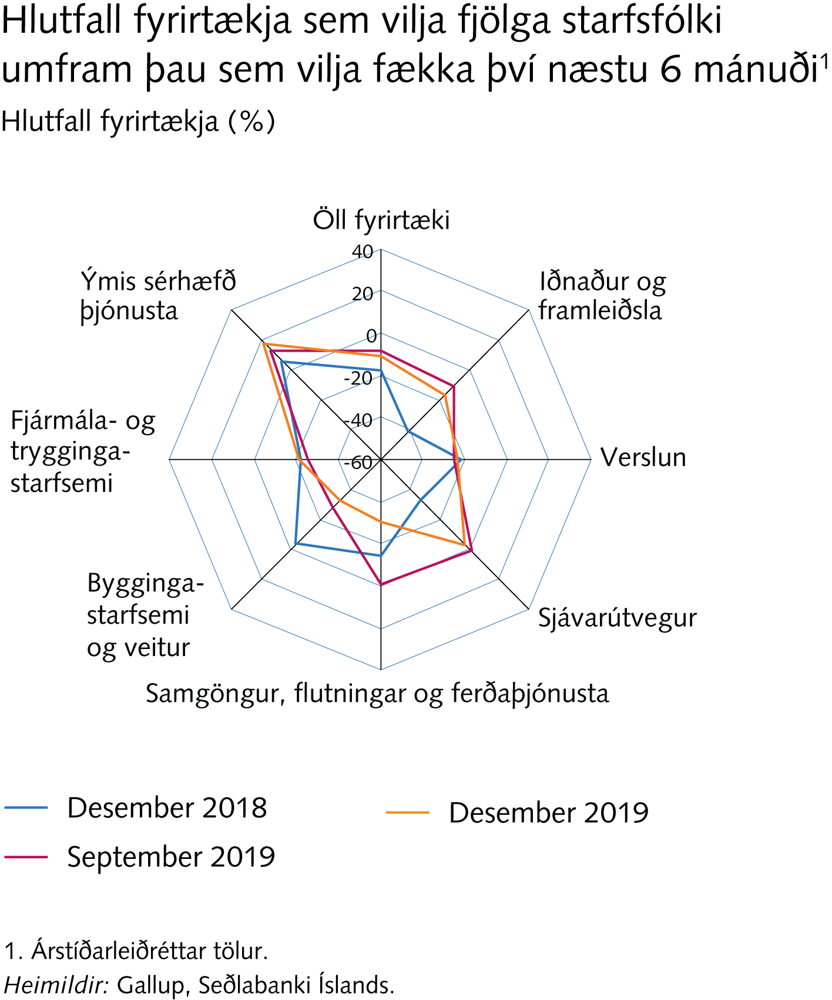 Hlutfall fyrirtækja sem vilja fjölga starfsfólki
umfram þau sem vilja fækka því næstu 6 mánuði¹
Hlutfall fyrirtækja (%)
Öll fyrirtæki
40
20
0
-20
-40
-60
Ýmis sérhæfð
þjónusta
Iðnaður og
framleiðsla
Fjármála- og
trygginga-
starfsemi
Verslun
Bygginga-
starfsemi
og veitur
Sjávarútvegur
Samgöngur, flutningar og ferðaþjónusta
Desember 2018
Desember 2019
September 2019
1. Árstíðarleiðréttar tölur.
Heimildir: Gallup, Seðlabanki Íslands.